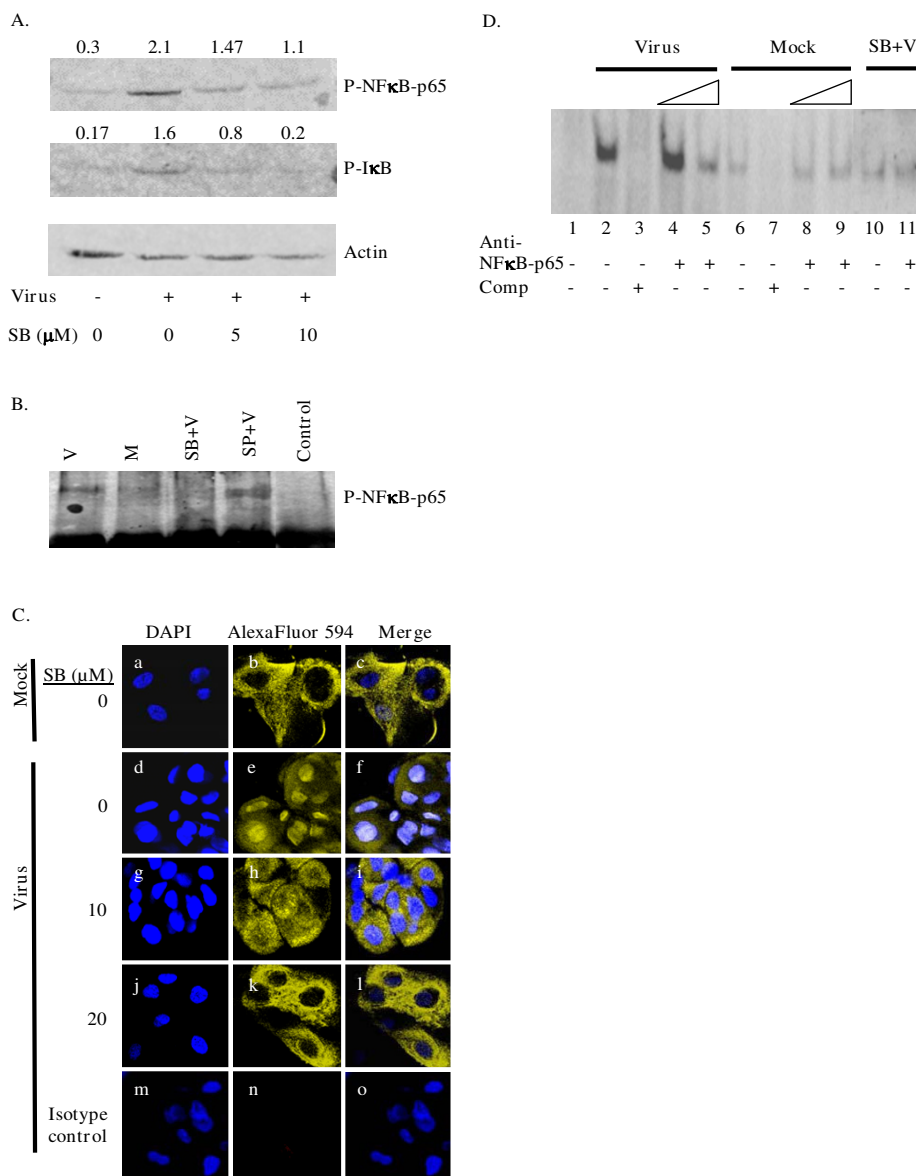 A.
0.3 2.1 1.47 1.1
P-NFκB-p65
0.17 1.6 0.8 0.2
P-IκB
Actin
Virus - + + +
SB (μM) 0 0 5 10
B.
V M SB+V SP+V Control
P-NFκB-p65
C.
DAPI AlexaFluor 594 Merge
Mock
SB (μM)
0
a b c
Virus
0
d e f
10
g h i
20
j k l
Isotype
control
m n o
D.
Virus Mock SB+V
1 2 3 4 5 6 7 8 9 10 11
Anti-
NFκB-p65 - - - + + - - + + - +
Comp - - + - - - + - - - -